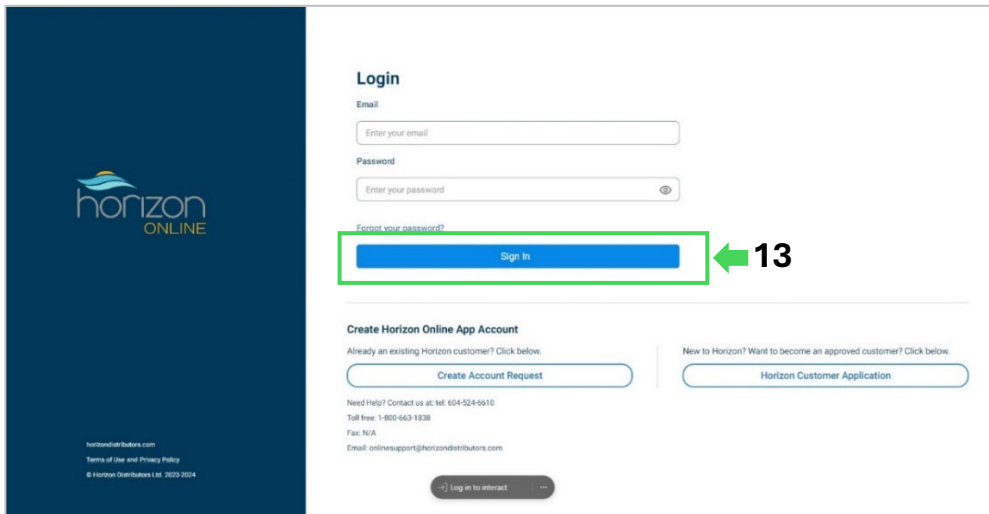 horizon
ONLINE
horizondistributors.com
Terms of Use and Privacy Policy
© Horizon Distributors Ltd. 2023-2024
Login
Email
Enter your email
Password
Enter your password
Forgot your password?
Sign In
13
Create Horizon Online App Account
Already an existing Horizon customer? Click below.
Create Account Request
New to Horizon? Want to become an approved customer? Click below.
Horizon Customer Application
Need Help? Contact us at: tel: 604-524-6610
Toll free: 1-800-663-1838
Fax: N/A
Email: onlinesupport@horizondistributors.com
Log in to interact